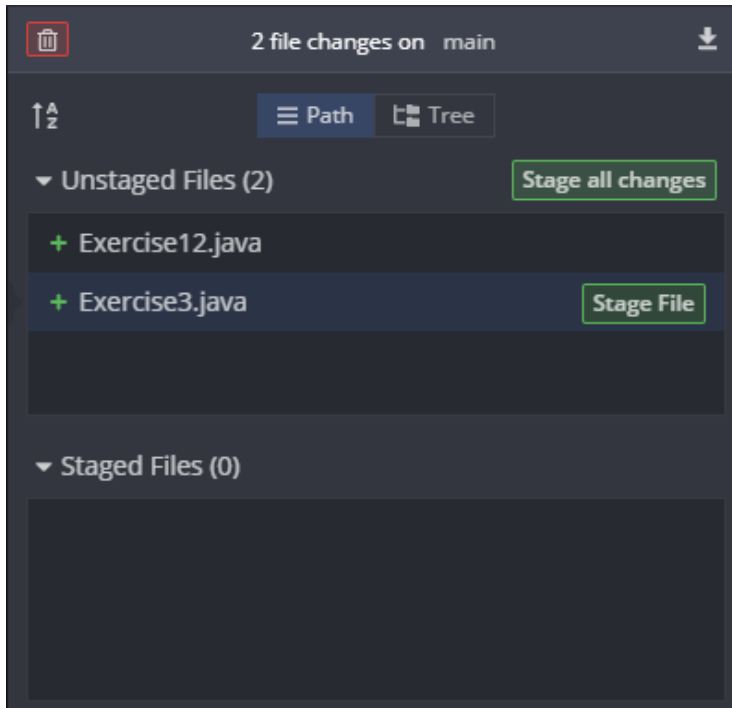 2 file changes on main
A
Z
Path Tree
Unstaged Files (2) Stage all changes
+ Exercise12.java
+ Exercise3.java Stage File
Staged Files (0)